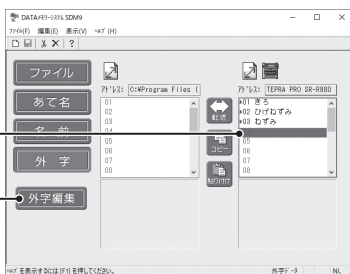 DATAメモリ-システム SDM9
ファイル(F) 編集(E) 表示(V) ヘルプ(H)
ファイル
あて名
名 前
外 字
外字編集
アドレス: C:¥Program Files (
01
02
03
04
05
06
07
08
転送
コピー
貼り付け
アドレス: TEPRA PRO SR-R980
*01 きろ
*02 ひげねずみ
*03 ねずみ
05
06
07
08
ヘルプを表示するには [F1] を押してください。
外字データ
NL